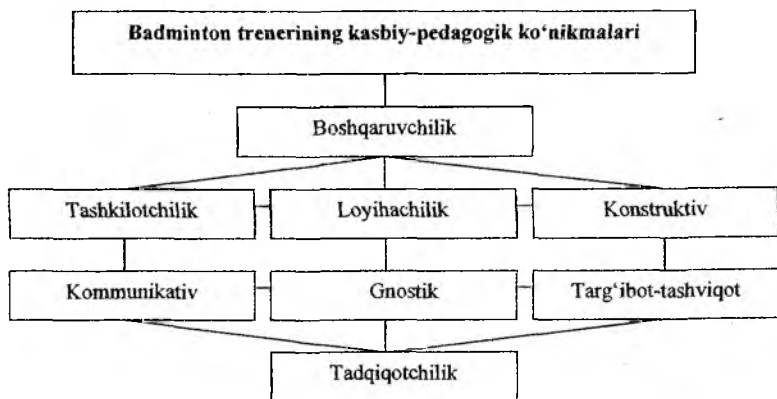 Badminton trenerining kasbiy-pedagogik ko‘nikmalari
Boshqaruvchilik
Tashkilotchilik
Loyihachilik
Konstruktiv
Kommunikativ
Gnostik
Targ‘ibot-tashviqot
Tadqiqotchilik